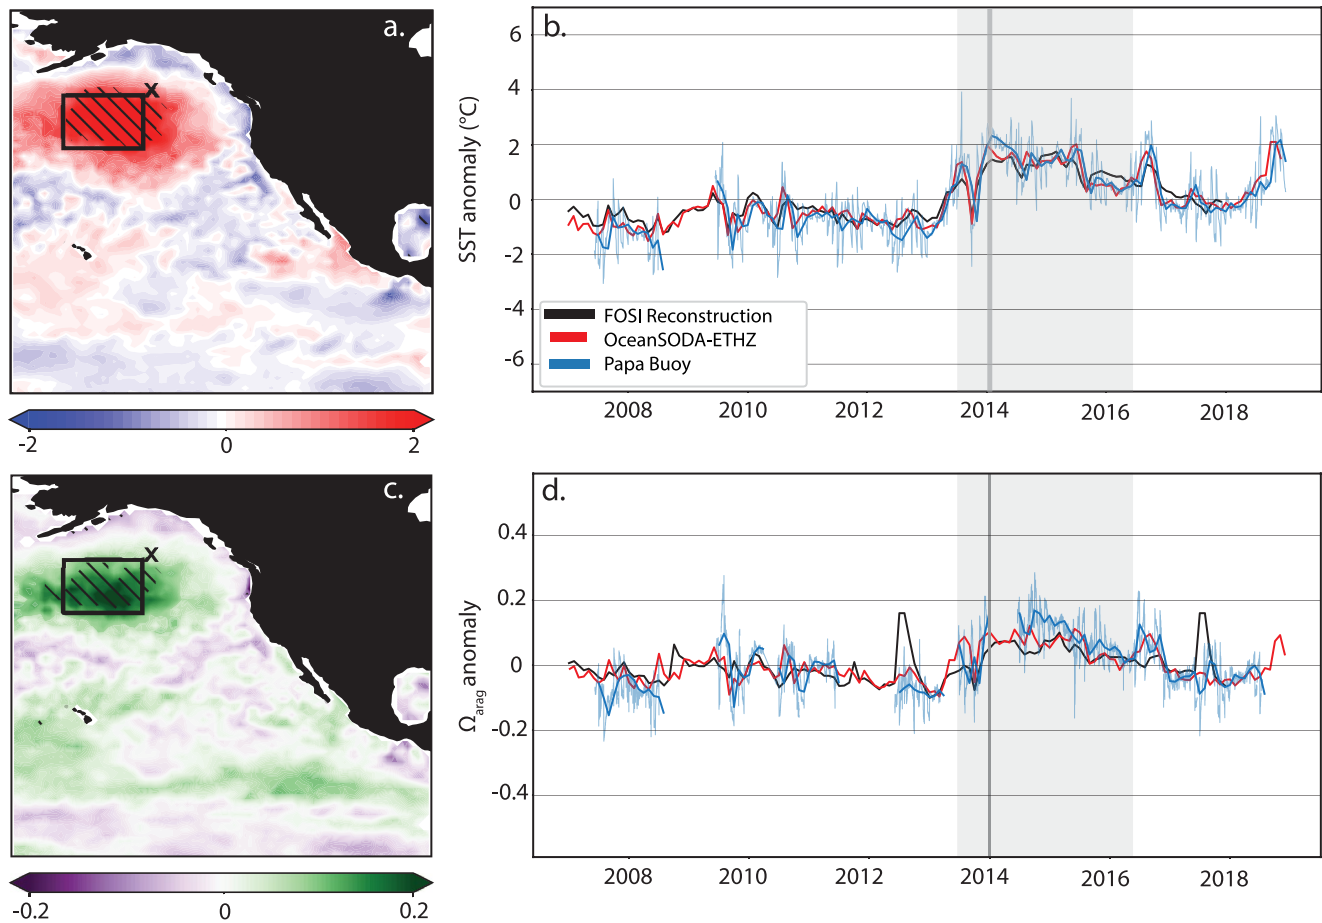 a.
x
-2 0 2
b.
SST anomaly (°C)
6
4
2
0
-2
-4
-6
FOSI Reconstruction
OceanSODA-ETHZ
Papa Buoy
2008 2010 2012 2014 2016 2018
c.
x
-0.2 0 0.2
d.
Ωarag anomaly
0.4
0.2
0
-0.2
-0.4
2008 2010 2012 2014 2016 2018